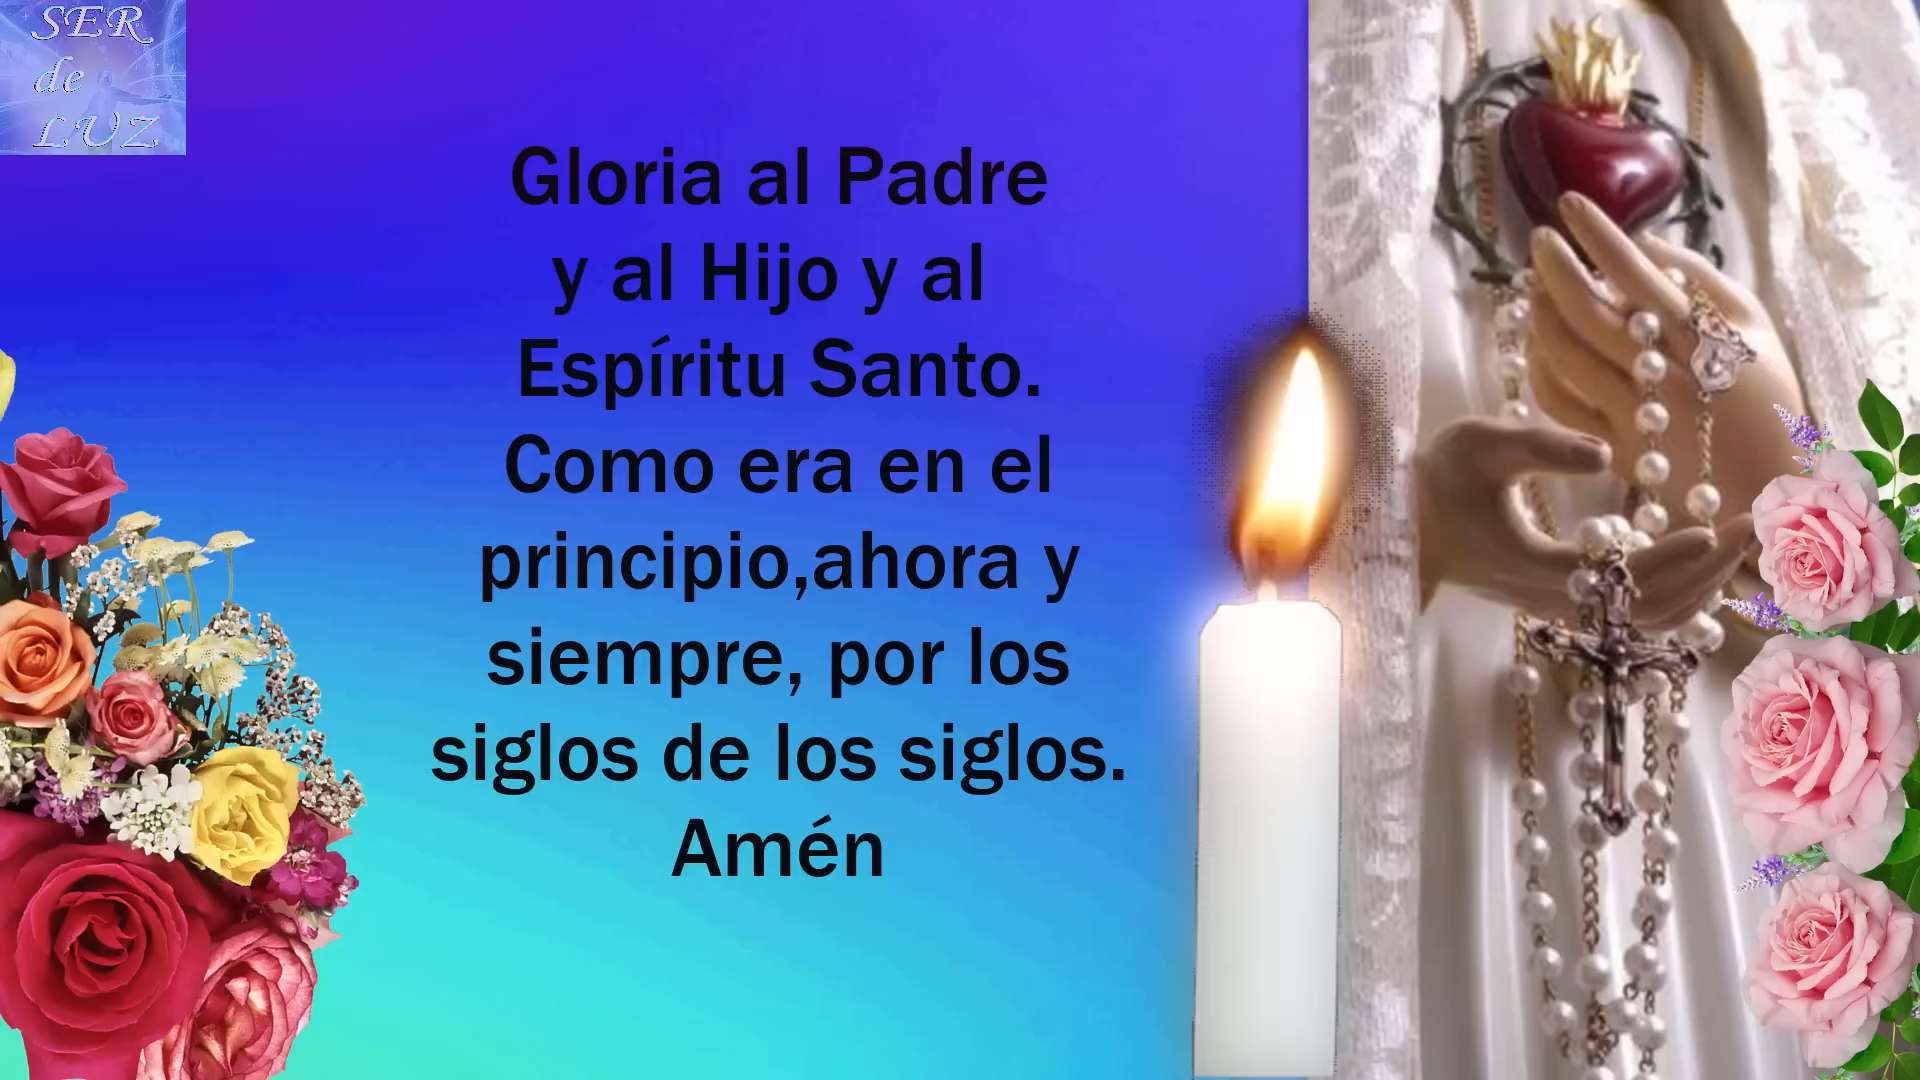 SER
de
LUZ
Gloria al Padre
y al Hijo y al
Espíritu Santo.
Como era en el
principio,ahora y
siempre, por los
siglos de los siglos.
Amén